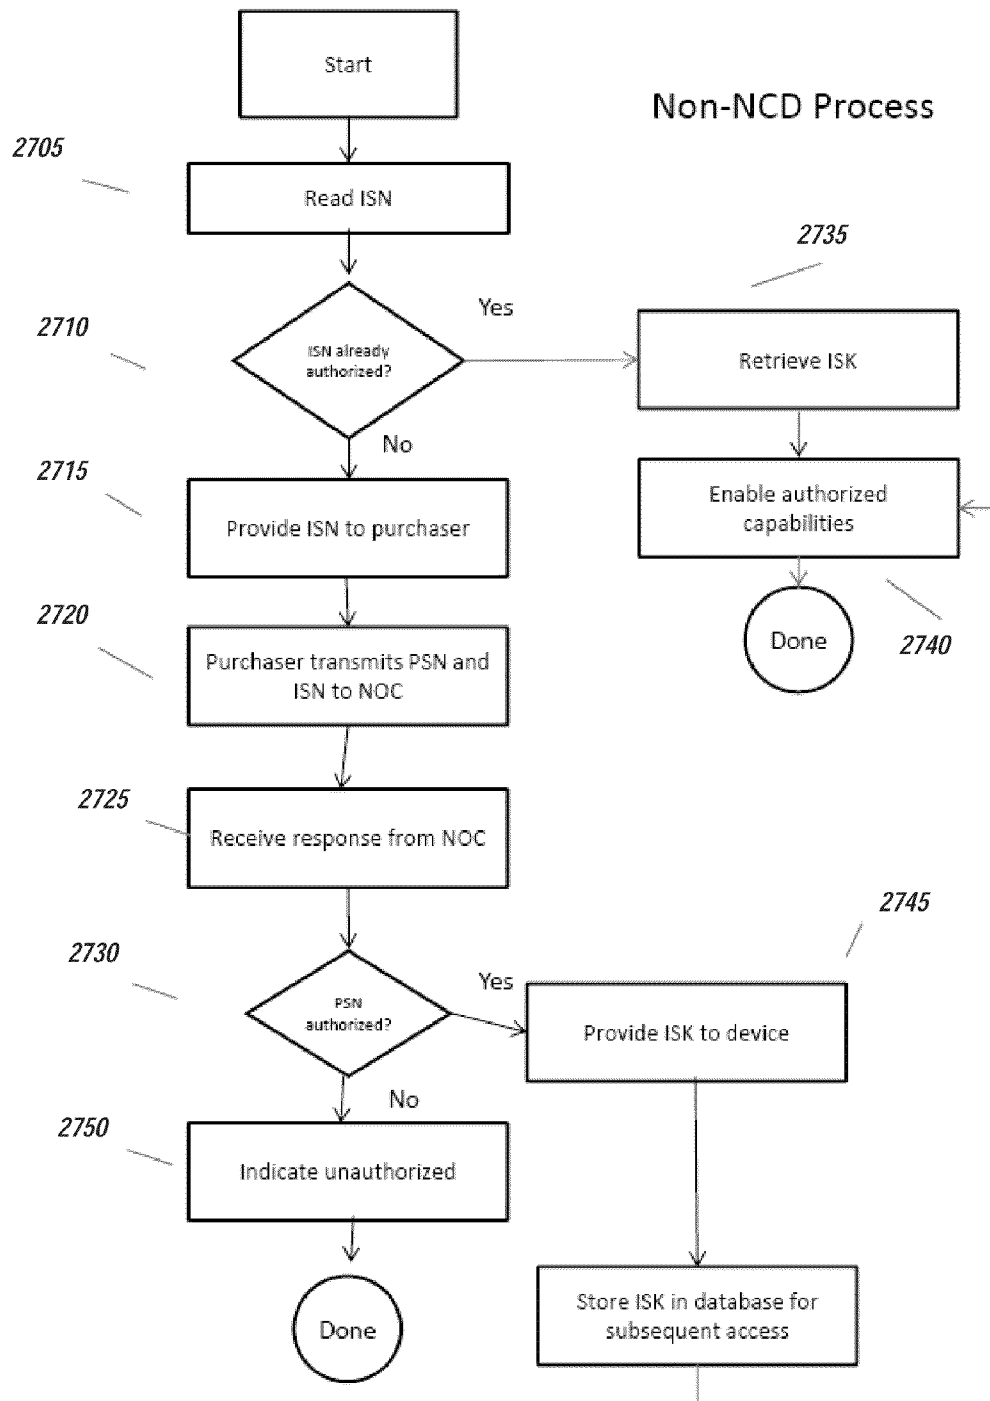 Start
Non-NCD Process
2705
Read ISN
2735
Yes
2710
ISN already
authorized?
Retrieve ISK
No
2715
Enable authorized
capabilities
Provide ISN to purchaser
2720
Done
2740
Purchaser transmits PSN and
ISN to NOC
2725
Receive response from NOC
2745
2730
Yes
PSN
authorized?
Provide ISK to device
No
2750
Indicate unauthorized
Store ISK in database for
subsequent access
Done